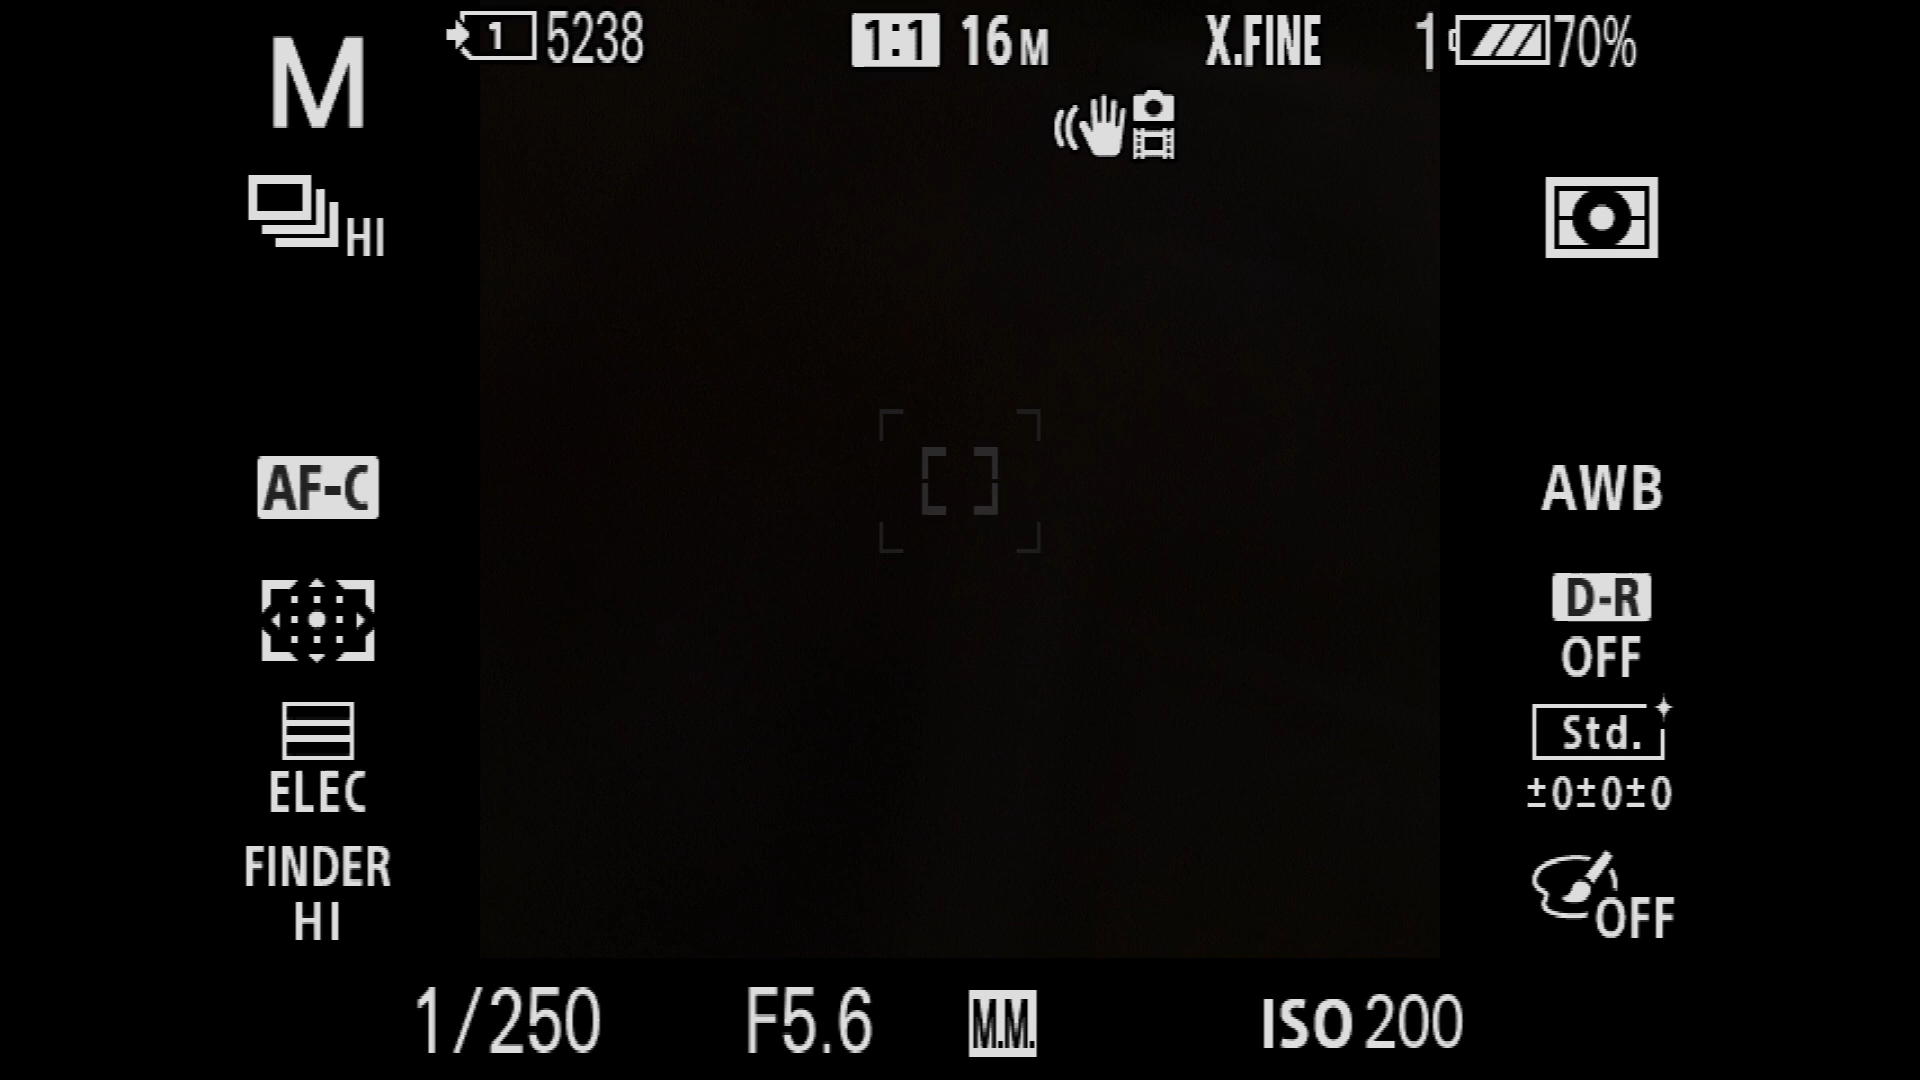 M
1 5238
1:1 16M
X.FINE
1 70%
HI
AF-C
AWB
D-R
OFF
ELEC
Std.
±0±0±0
FINDER
HI
OFF
1/250 F5.6 M.M. ISO 200